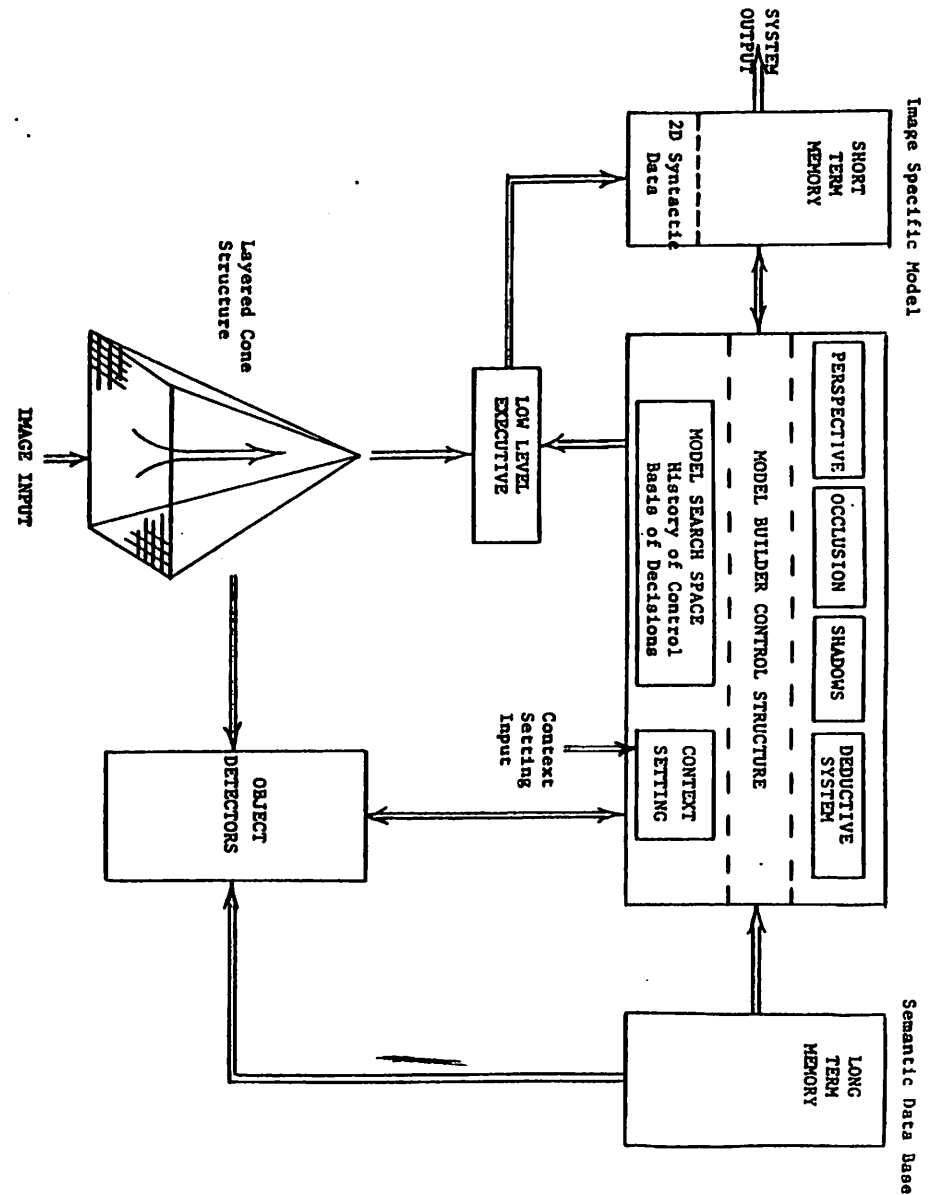 Image Specific Model
Semantic Data Base
SHORT
TERM
MEMORY
2D Syntactic
Data
SYSTEM
OUTPUT
PERSPECTIVE
OCCLUSION
SHADOWS
DEDUCTIVE
SYSTEM
MODEL BUILDER CONTROL STRUCTURE
MODEL SEARCH SPACE
History of Control
Basis of Decisions
CONTEXT
SETTING
LONG
TERM
MEMORY
Context
Setting
Input
LOW LEVEL
EXECUTIVE
Layered Cone
Structure
OBJECT
DETECTORS
IMAGE INPUT